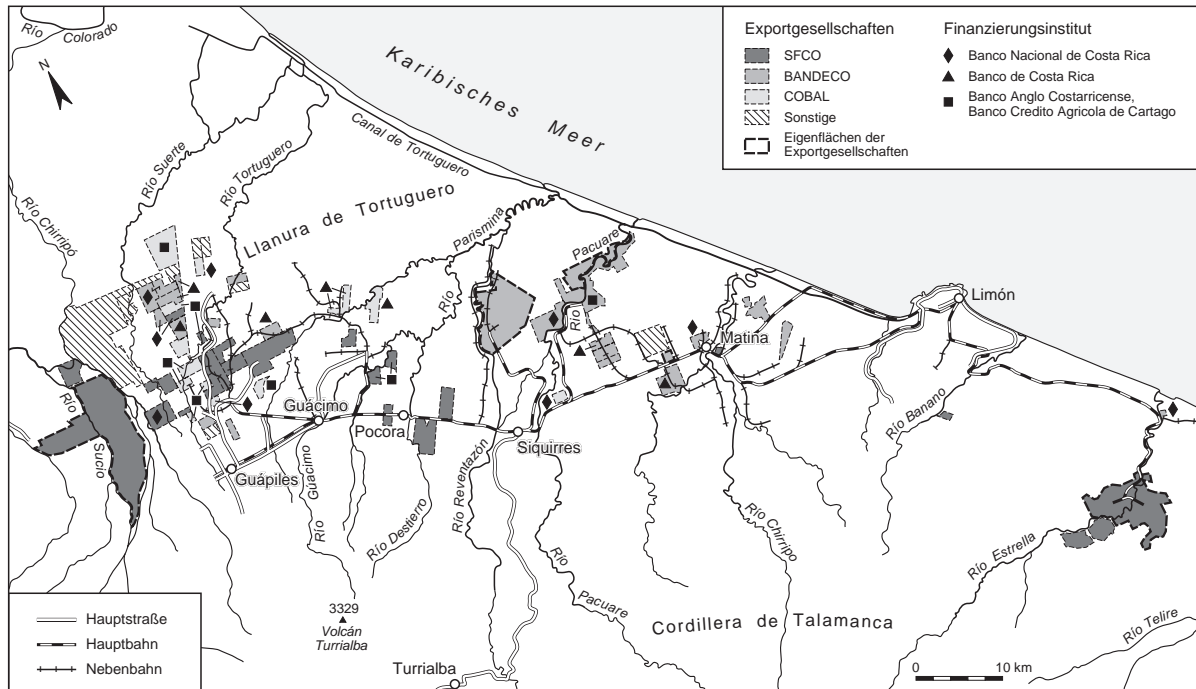 Río Colorado
N
Karibisches Meer
Canal de Tortuguero
Río Suerte
Río Tortuguero
Río Chirripó
Llanura de Tortuguero
Parismina
Río
Pacuare
Río
Limón
Matina
Guácimo
Pocora
Siquirres
Guápiles
Río
Sucio
Guácimo
Río
Río Destierro
Río Reventazón
Río
Pacuare
Río Chirripo
Río Banano
Río Estrella
Río Telire
Cordillera de Talamanca
3329
Volcán
Turrialba
Turrialba
Exportgesellschaften
SFCO
BANDECO
COBAL
Sonstige
Eigenflächen der
Exportgesellschaften
Finanzierungsinstitut
Banco Nacional de Costa Rica
Banco de Costa Rica
Banco Anglo Costarricense,
Banco Credito Agricola de Cartago
Hauptstraße
Hauptbahn
Nebenbahn
0 10 km